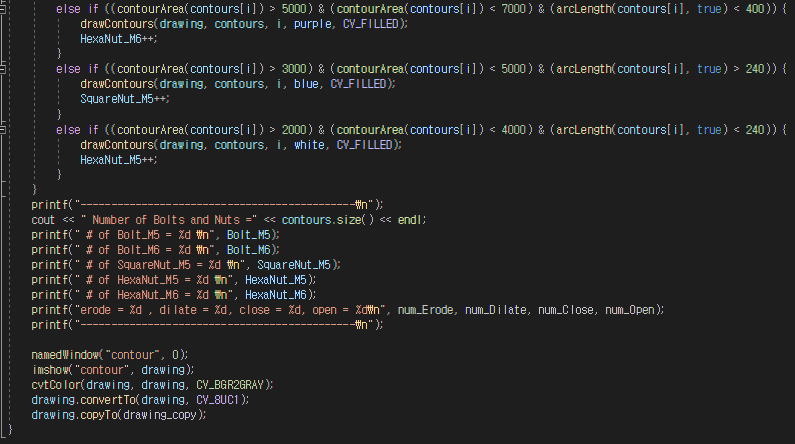 else if ((contourArea(contours[i]) > 5000) & (contourArea(contours[i]) < 7000) & (arcLength(contours[i], true) < 400)) {
drawContours(drawing, contours, i, purple, CV_FILLED);
HexaNut_M6++;
}
else if ((contourArea(contours[i]) > 3000) & (contourArea(contours[i]) < 5000) & (arcLength(contours[i], true) > 240)) {
drawContours(drawing, contours, i, blue, CV_FILLED);
SquareNut_M5++;
}
else if ((contourArea(contours[i]) > 2000) & (contourArea(contours[i]) < 4000) & (arcLength(contours[i], true) < 240)) {
drawContours(drawing, contours, i, white, CV_FILLED);
HexaNut_M5++;
}
}
printf("---------------------------------------------₩n");
cout << " Number of Bolts and Nuts =" << contours.size() << endl;
printf(" # of Bolt_M5 = %d ₩n", Bolt_M5);
printf(" # of Bolt_M6 = %d ₩n", Bolt_M6);
printf(" # of SquareNut_M5 = %d ₩n", SquareNut_M5);
printf(" # of HexaNut_M5 = %d ₩n", HexaNut_M5);
printf(" # of HexaNut_M6 = %d ₩n", HexaNut_M6);
printf("erode = %d , dilate = %d, close = %d, open = %d₩n", num_Erode, num_Dilate, num_Close, num_Open);
printf("---------------------------------------------₩n");
namedWindow("contour", 0);
imshow("contour", drawing);
cvtColor(drawing, drawing, CV_BGR2GRAY);
drawing.convertTo(drawing, CV_8UC1);
drawing.copyTo(drawing_copy);
}